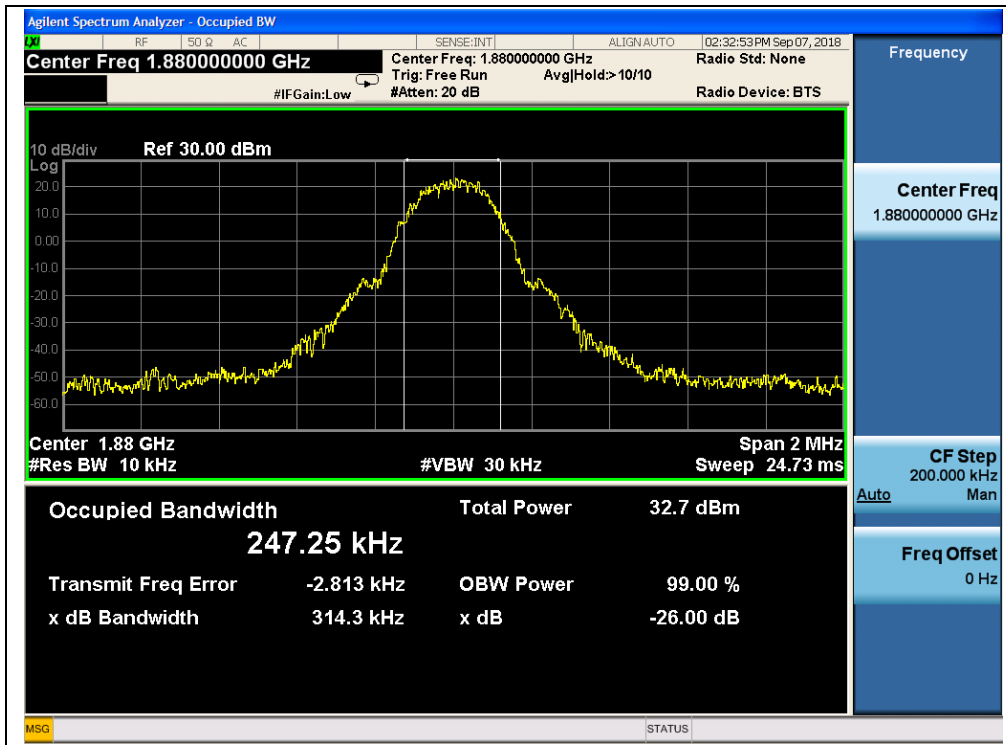 Agilent Spectrum Analyzer - Occupied BW
LXI RF 50 Ω AC SENSE:INT ALIGN AUTO 02:32:53 PM Sep 07, 2018
Center Freq 1.880000000 GHz
Center Freq: 1.880000000 GHz
Radio Std: None
Trig: Free Run Avg|Hold:>10/10
#IFGain:Low
#Atten: 20 dB
Radio Device: BTS
10 dB/div Ref 30.00 dBm
Log
20.0
10.0
0.00
-10.0
-20.0
-30.0
-40.0
-50.0
-60.0
Center 1.88 GHz
Span 2 MHz
#Res BW 10 kHz
#VBW 30 kHz
Sweep 24.73 ms
Occupied Bandwidth
Total Power 32.7 dBm
247.25 kHz
Transmit Freq Error -2.813 kHz
OBW Power 99.00 %
x dB Bandwidth 314.3 kHz
x dB -26.00 dB
Frequency
Center Freq
1.880000000 GHz
CF Step
200.000 kHz
Auto Man
Freq Offset
0 Hz
MSG
STATUS